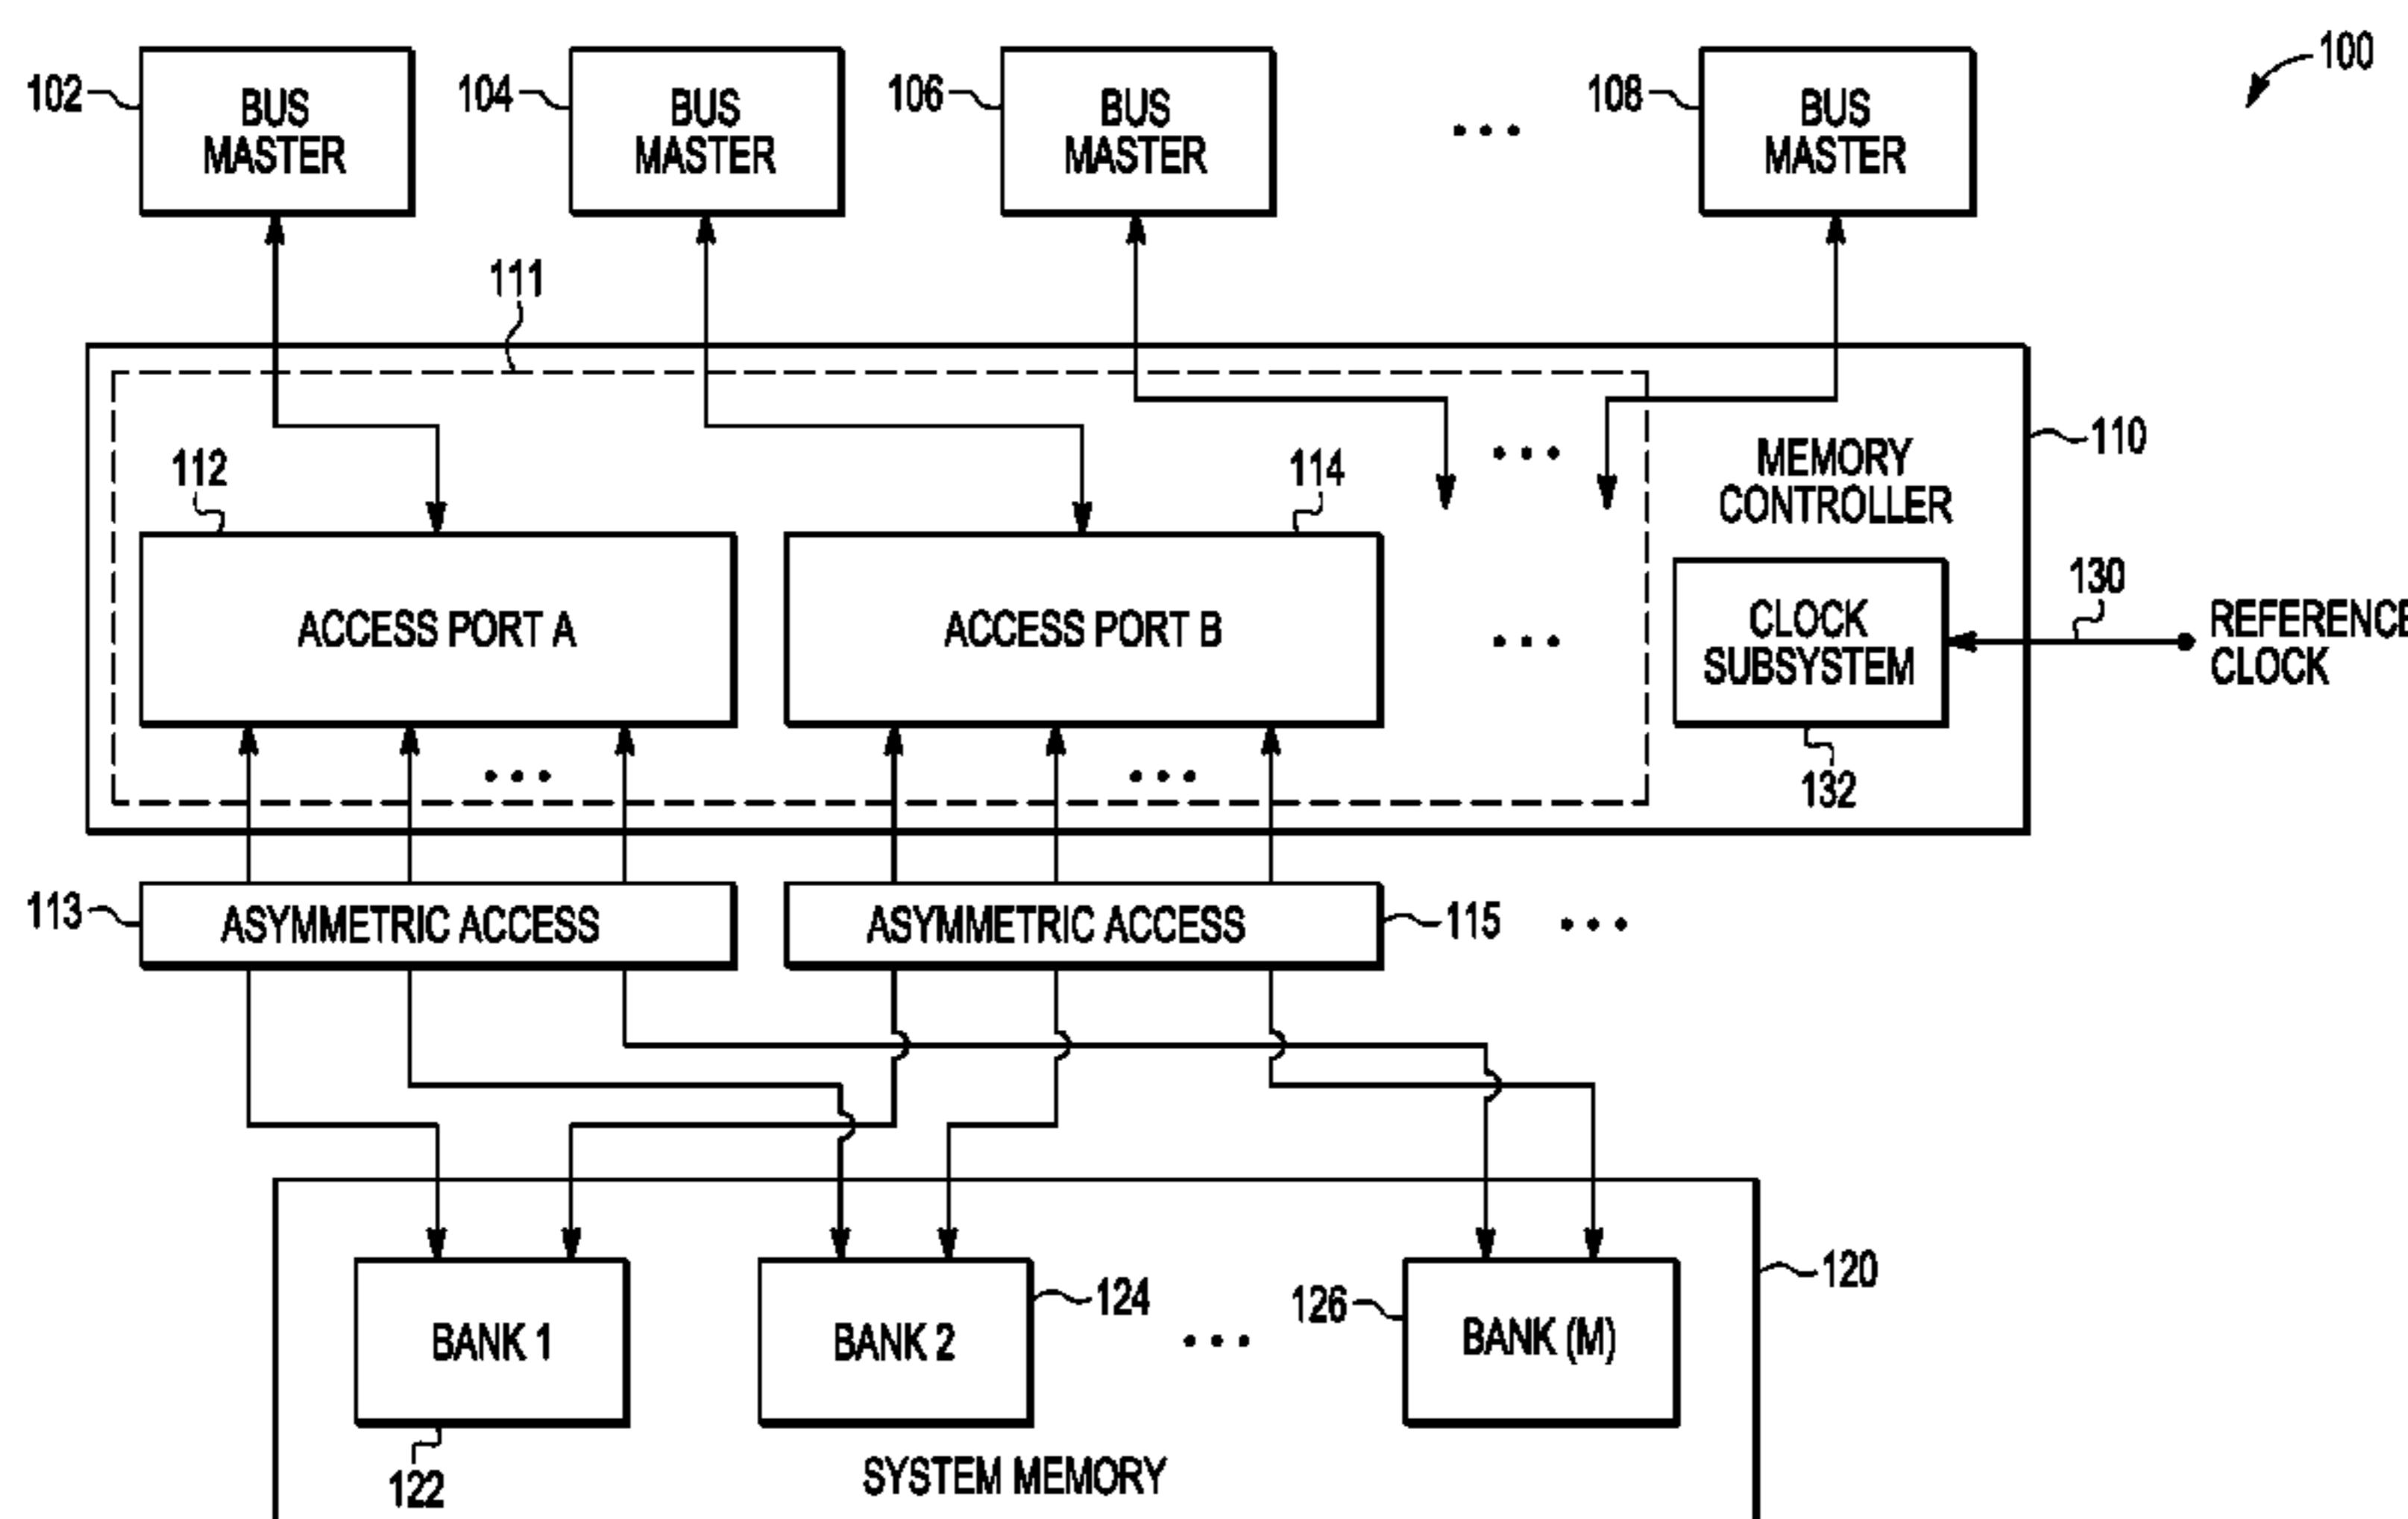 100
102
BUS
MASTER
104
BUS
MASTER
106
BUS
MASTER
...
108
BUS
MASTER
111
110
112
114
...
MEMORY
CONTROLLER
ACCESS PORT A
ACCESS PORT B
...
CLOCK
SUBSYSTEM
130
REFERENCE
CLOCK
132
...
...
113
ASYMMETRIC ACCESS
ASYMMETRIC ACCESS
115
...
120
BANK 1
122
BANK 2
124
...
126
BANK (M)
SYSTEM MEMORY